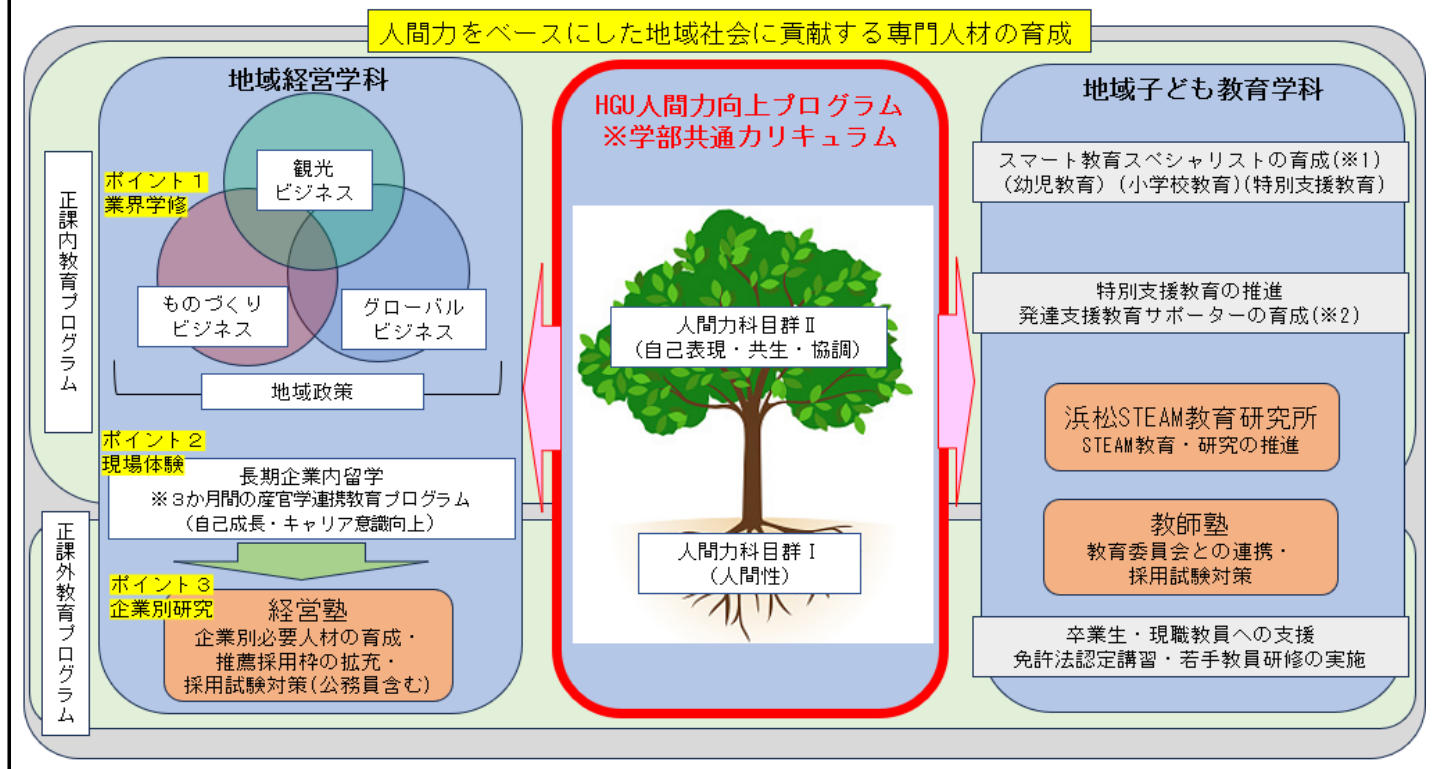 人間力をベースにした地域社会に貢献する専門人材の育成
正課内教育プログラム
地域経営学科
ポイント1
業界学修
観光
ビジネス
ものづくり
ビジネス
グローバル
ビジネス
地域政策
ポイント2
現場体験
長期企業内留学
※3か月間の産官学連携教育プログラム
(自己成長・キャリア意識向上)
正課外教育プログラム
ポイント3
企業別研究
経営塾
企業別必要人材の育成・
推薦採用枠の拡充・
採用試験対策(公務員含む)
HGU人間力向上プログラム
※学部共通カリキュラム
人間力科目群Ⅱ
(自己表現・共生・協調)
人間力科目群Ⅰ
(人間性)
地域子ども教育学科
スマート教育スペシャリストの育成(※1)
(幼児教育) (小学校教育)(特別支援教育)
特別支援教育の推進
発達支援教育サポーターの育成(※2)
浜松STEAM教育研究所
STEAM教育・研究の推進
教師塾
教育委員会との連携・
採用試験対策
卒業生・現職教員への支援
免許法認定講習・若手教員研修の実施